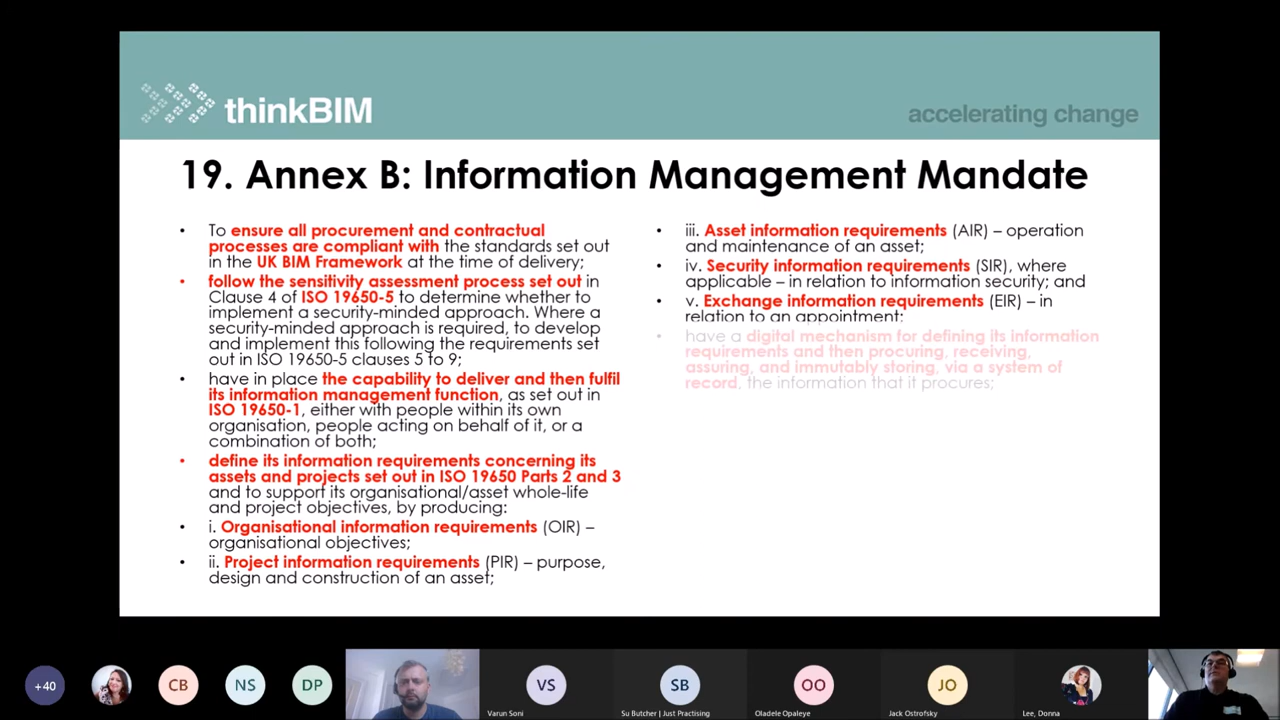 thinkBIM
accelerating change
19. Annex B: Information Management Mandate
• To ensure all procurement and contractual
processes are compliant with the standards set out
in the UK BIM Framework at the time of delivery;
• follow the sensitivity assessment process set out in
Clause 4 of ISO 19650-5 to determine whether to
implement a security-minded approach. Where a
security-minded approach is required, to develop
and implement this following the requirements set
out in ISO 19650-5 clauses 5 to 9;
• have in place the capability to deliver and then fulfil
its information management function, as set out in
ISO 19650-1, either with people within its own
organisation, people acting on behalf of it, or a
combination of both;
• define its information requirements concerning its
assets and projects set out in ISO 19650 Parts 2 and 3
and to support its organisational/asset whole-life
and project objectives, by producing:
• i. Organisational information requirements (OIR) –
organisational objectives;
• ii. Project information requirements (PIR) – purpose,
design and construction of an asset;
• iii. Asset information requirements (AIR) – operation
and maintenance of an asset;
• iv. Security information requirements (SIR), where
applicable – in relation to information security; and
• v. Exchange information requirements (EIR) – in
relation to an appointment;
• have a digital mechanism for defining its information
requirements and then procuring, receiving,
assuring, and immutably storing, via a system of
record, the information that it procures;
+40
CB
NS
DP
VS
Varun Soni
SB
Su Butcher | Just Practising
OO
Oladele Opaleye
JO
Jack Ostrofsky
Lee, Donna